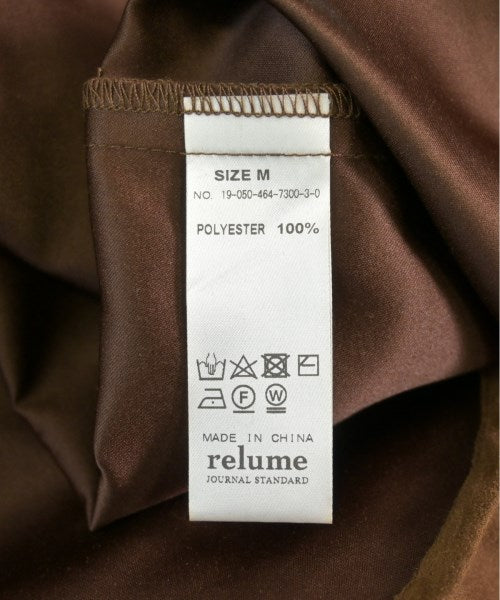 SIZE M
NO. 19-050-464-7300-3-0
POLYESTER 100%
F W
MADE IN CHINA
relume
JOURNAL STANDARD